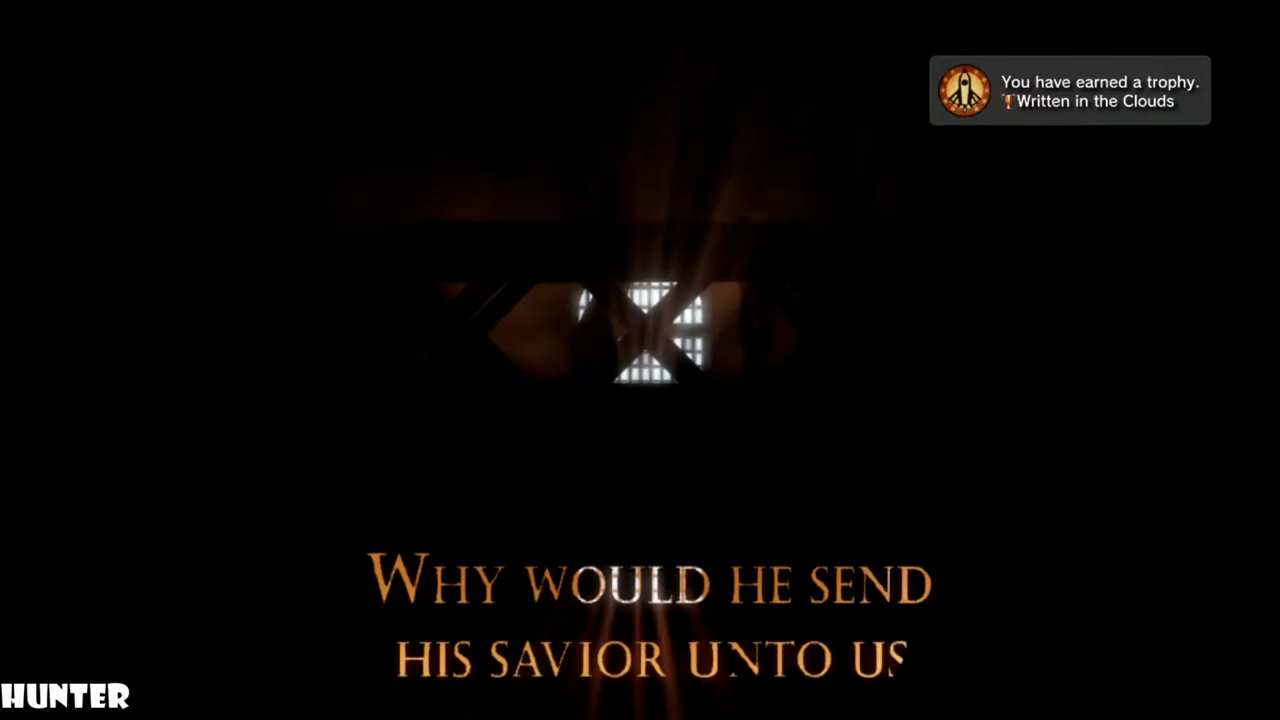 You have earned a trophy.
Written in the Clouds
WHY WOULD HE SEND
HIS SAVIOR UNTO US
HUNTER